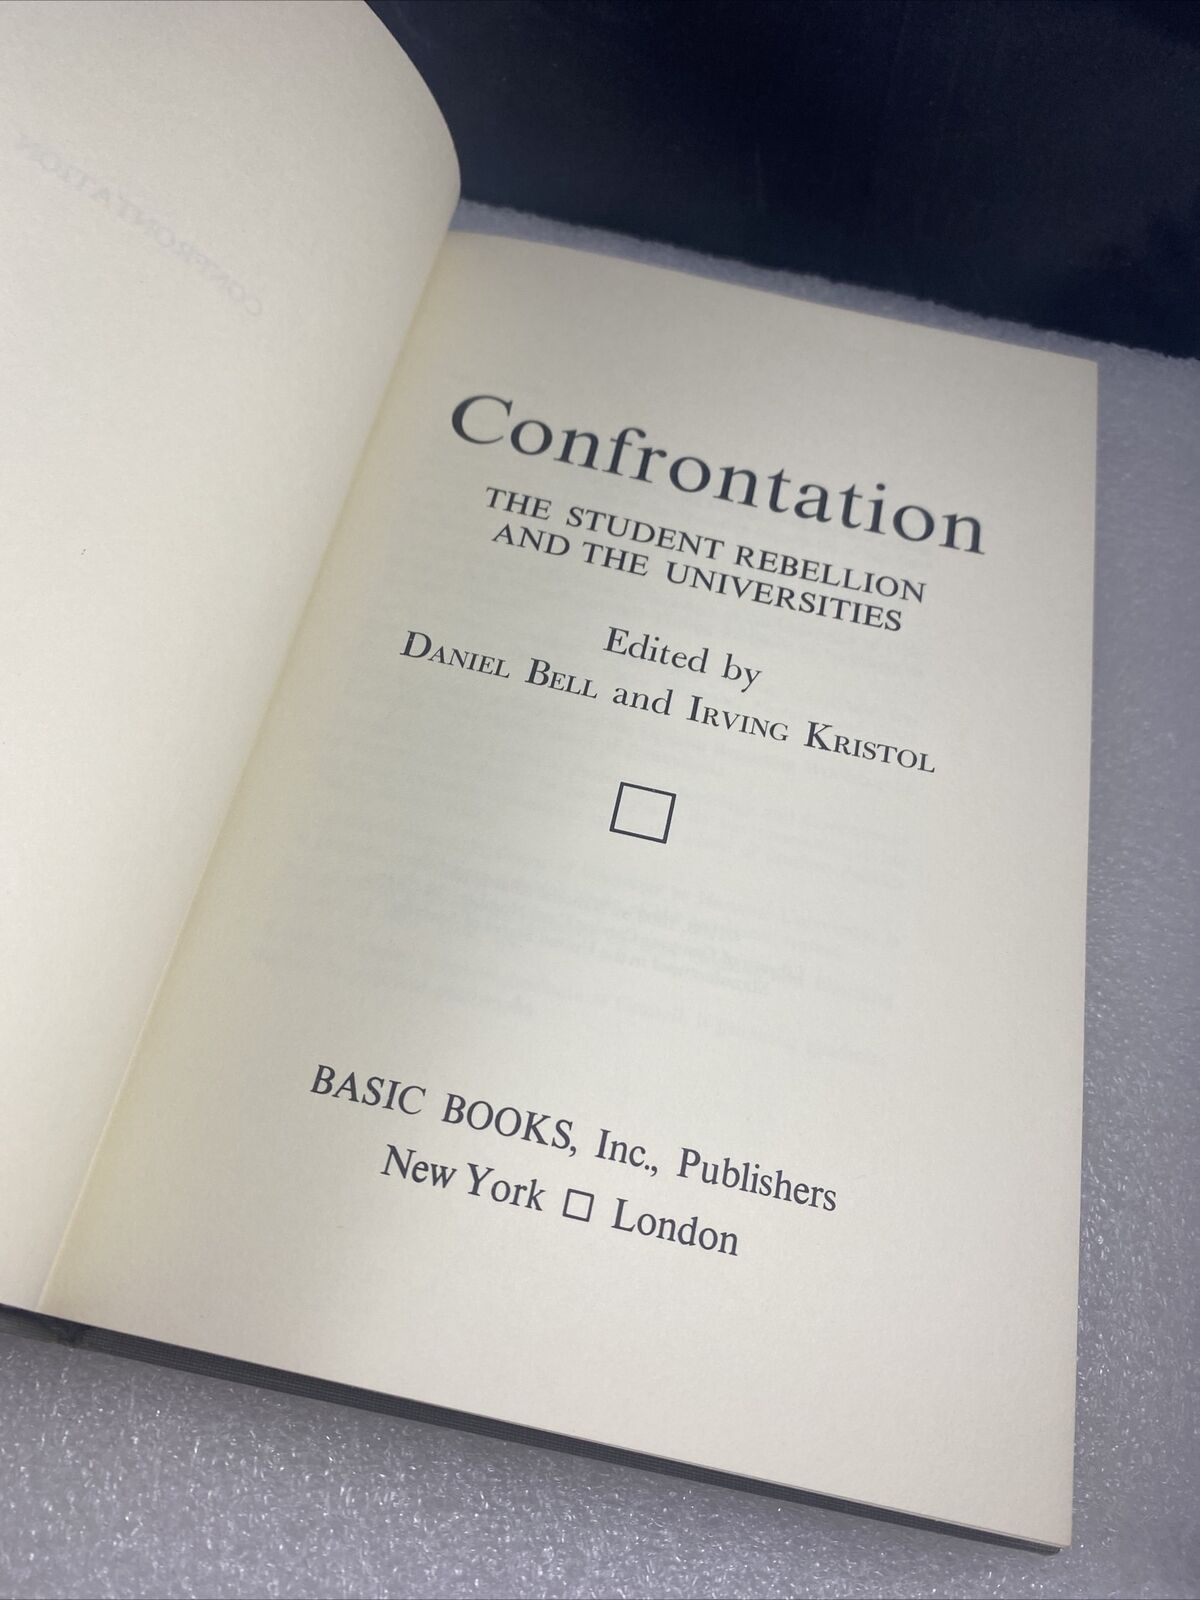 CONFRONTATION
Confrontation
THE STUDENT REBELLION
AND THE UNIVERSITIES
Edited by
DANIEL BELL and IRVING KRISTOL
BASIC BOOKS, Inc., Publishers
New York □ London